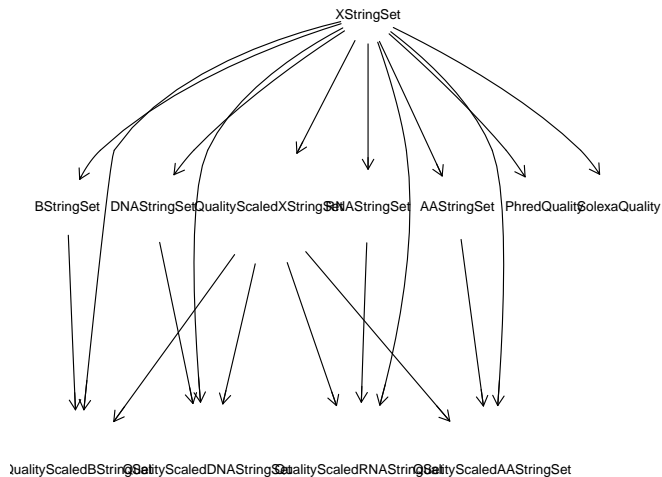 XStringSet
BStringSet DNAStringSet QualityScaledXStringSet RNAStringSet AAStringSet PhredQuality SolexaQuality
QualityScaledBStringSet QualityScaledDNAStringSet QualityScaledRNAStringSet QualityScaledAAStringSet